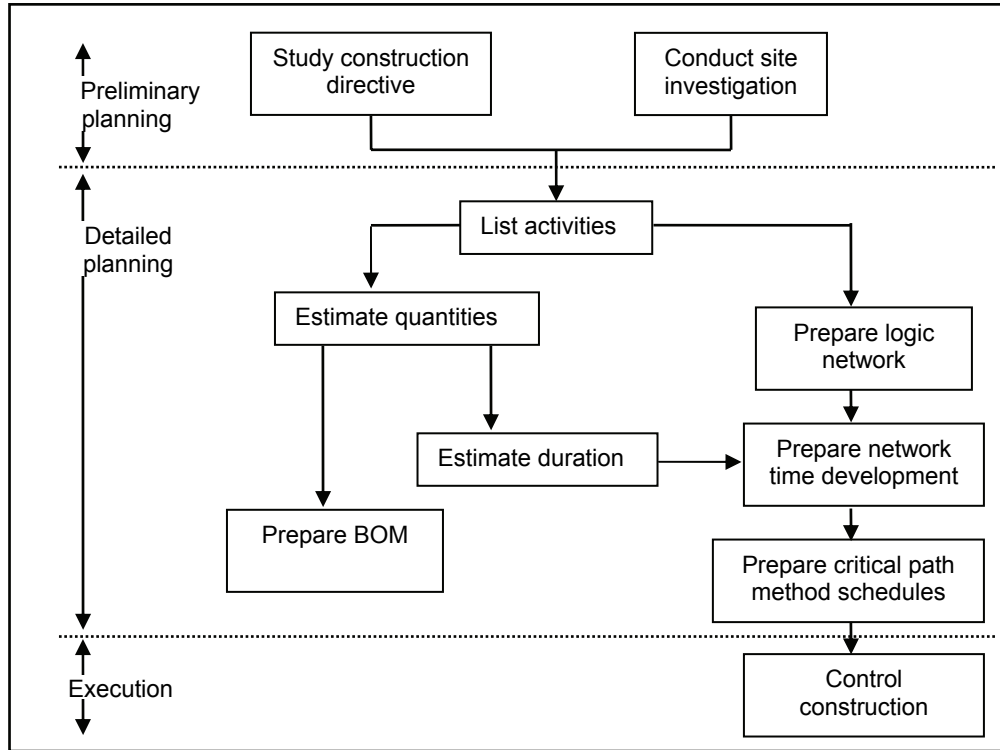 Study construction
directive
Conduct site
investigation
Preliminary
planning
List activities
Detailed
planning
Estimate quantities
Prepare logic
network
Estimate duration
Prepare network
time development
Prepare BOM
Prepare critical path
method schedules
Execution
Control
construction